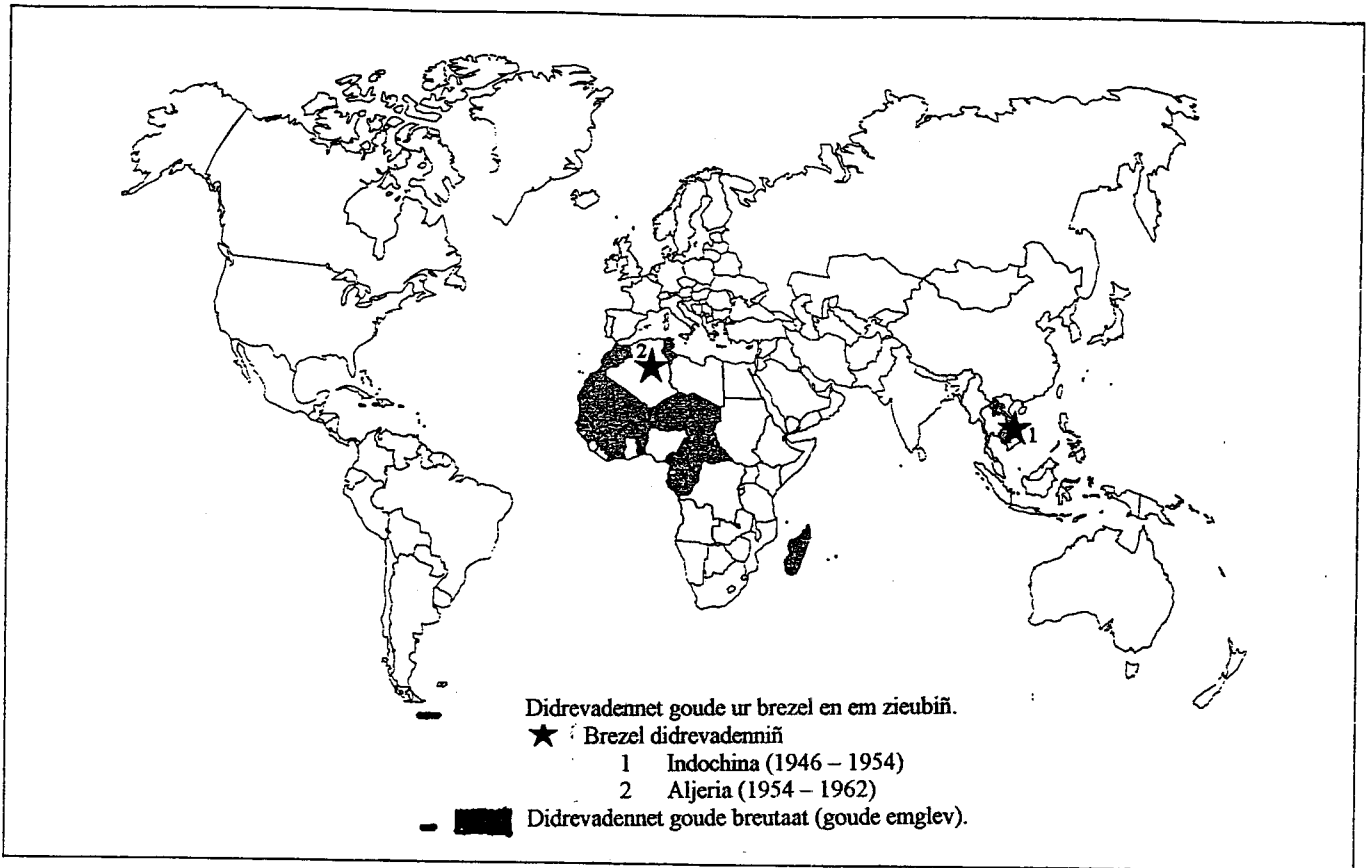 2
1
Didrevadennet goude ur brezel en em zieubiñ.
★ Brezel didrevadenniñ
1 Indochina (1946 – 1954)
2 Aljeria (1954 – 1962)
Didrevadennet goude breutaat (goude emglev).